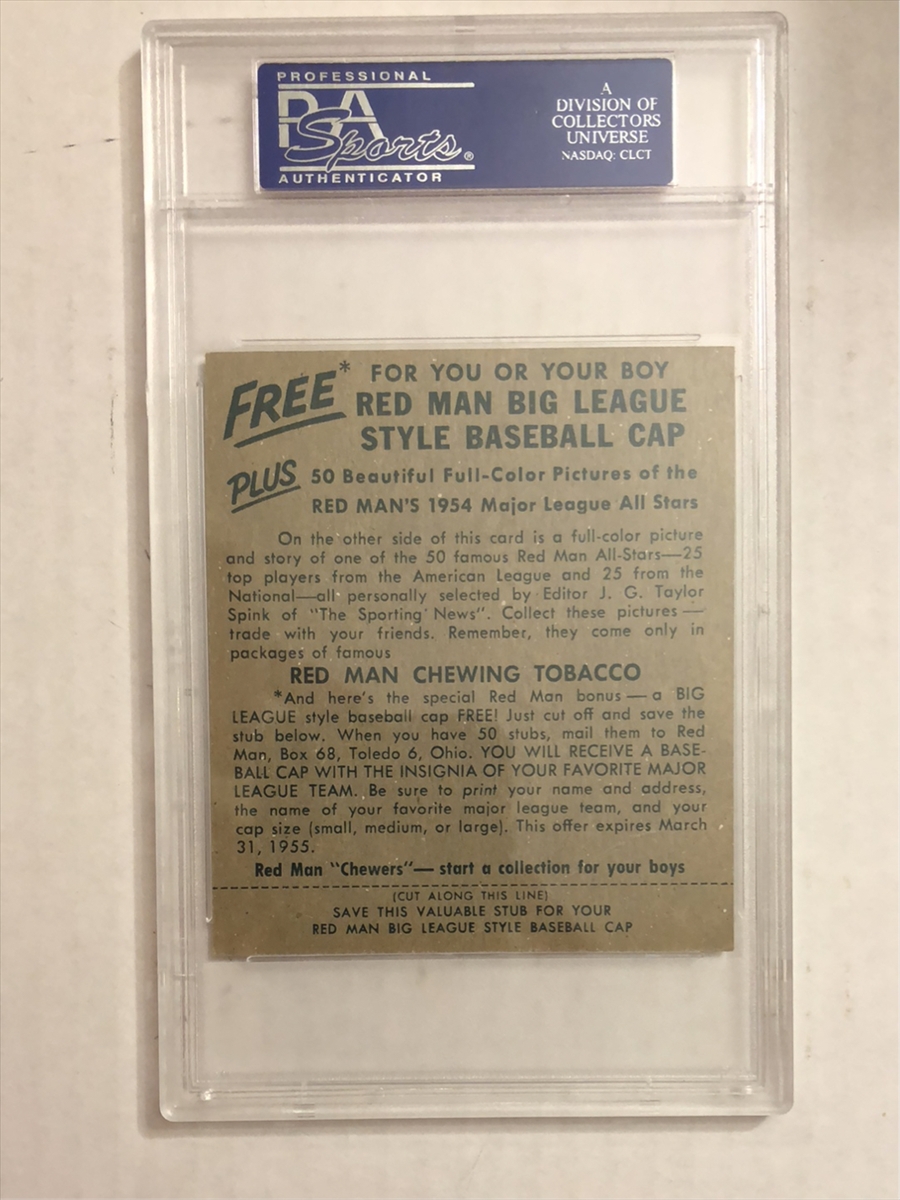 PROFESSIONAL
PSA
Sports®
AUTHENTICATOR
A
DIVISION OF
COLLECTORS
UNIVERSE
NASDAQ: CLCT
FREE* FOR YOU OR YOUR BOY
RED MAN BIG LEAGUE
STYLE BASEBALL CAP
PLUS 50 Beautiful Full-Color Pictures of the
RED MAN'S 1954 Major League All Stars
On the other side of this card is a full-color picture
and story of one of the 50 famous Red Man All-Stars—25
top players from the American League and 25 from the
National—all personally selected by Editor J. G. Taylor
Spink of "The Sporting News". Collect these pictures —
trade with your friends. Remember, they come only in
packages of famous
RED MAN CHEWING TOBACCO
*And here's the special Red Man bonus — a BIG
LEAGUE style baseball cap FREE! Just cut off and save the
stub below. When you have 50 stubs, mail them to Red
Man, Box 68, Toledo 6, Ohio. YOU WILL RECEIVE A BASE-
BALL CAP WITH THE INSIGNIA OF YOUR FAVORITE MAJOR
LEAGUE TEAM. Be sure to print your name and address,
the name of your favorite major league team, and your
cap size (small, medium, or large). This offer expires March
31, 1955.
Red Man "Chewers"— start a collection for your boys
(CUT ALONG THIS LINE)
SAVE THIS VALUABLE STUB FOR YOUR
RED MAN BIG LEAGUE STYLE BASEBALL CAP